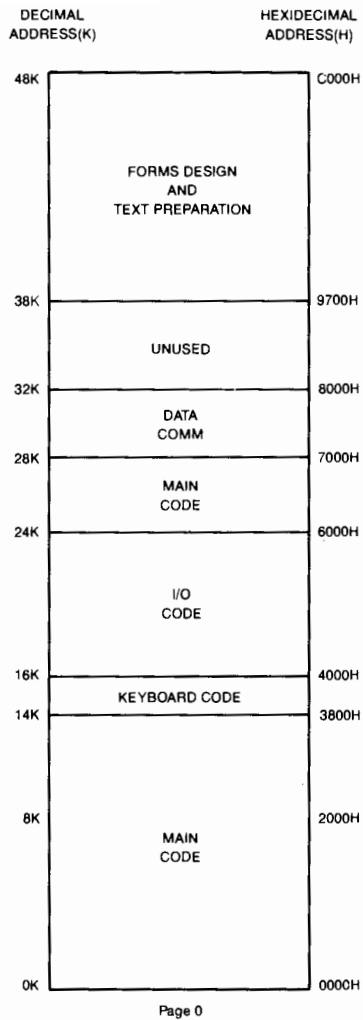 DECIMAL
ADDRESS(K)
HEXIDECIMAL
ADDRESS(H)
48K
C000H
FORMS DESIGN
AND
TEXT PREPARATION
38K
9700H
UNUSED
32K
8000H
DATA
COMM
28K
7000H
MAIN
CODE
24K
6000H
I/O
CODE
16K
4000H
KEYBOARD CODE
14K
3800H
8K
2000H
MAIN
CODE
0K
0000H
Page 0